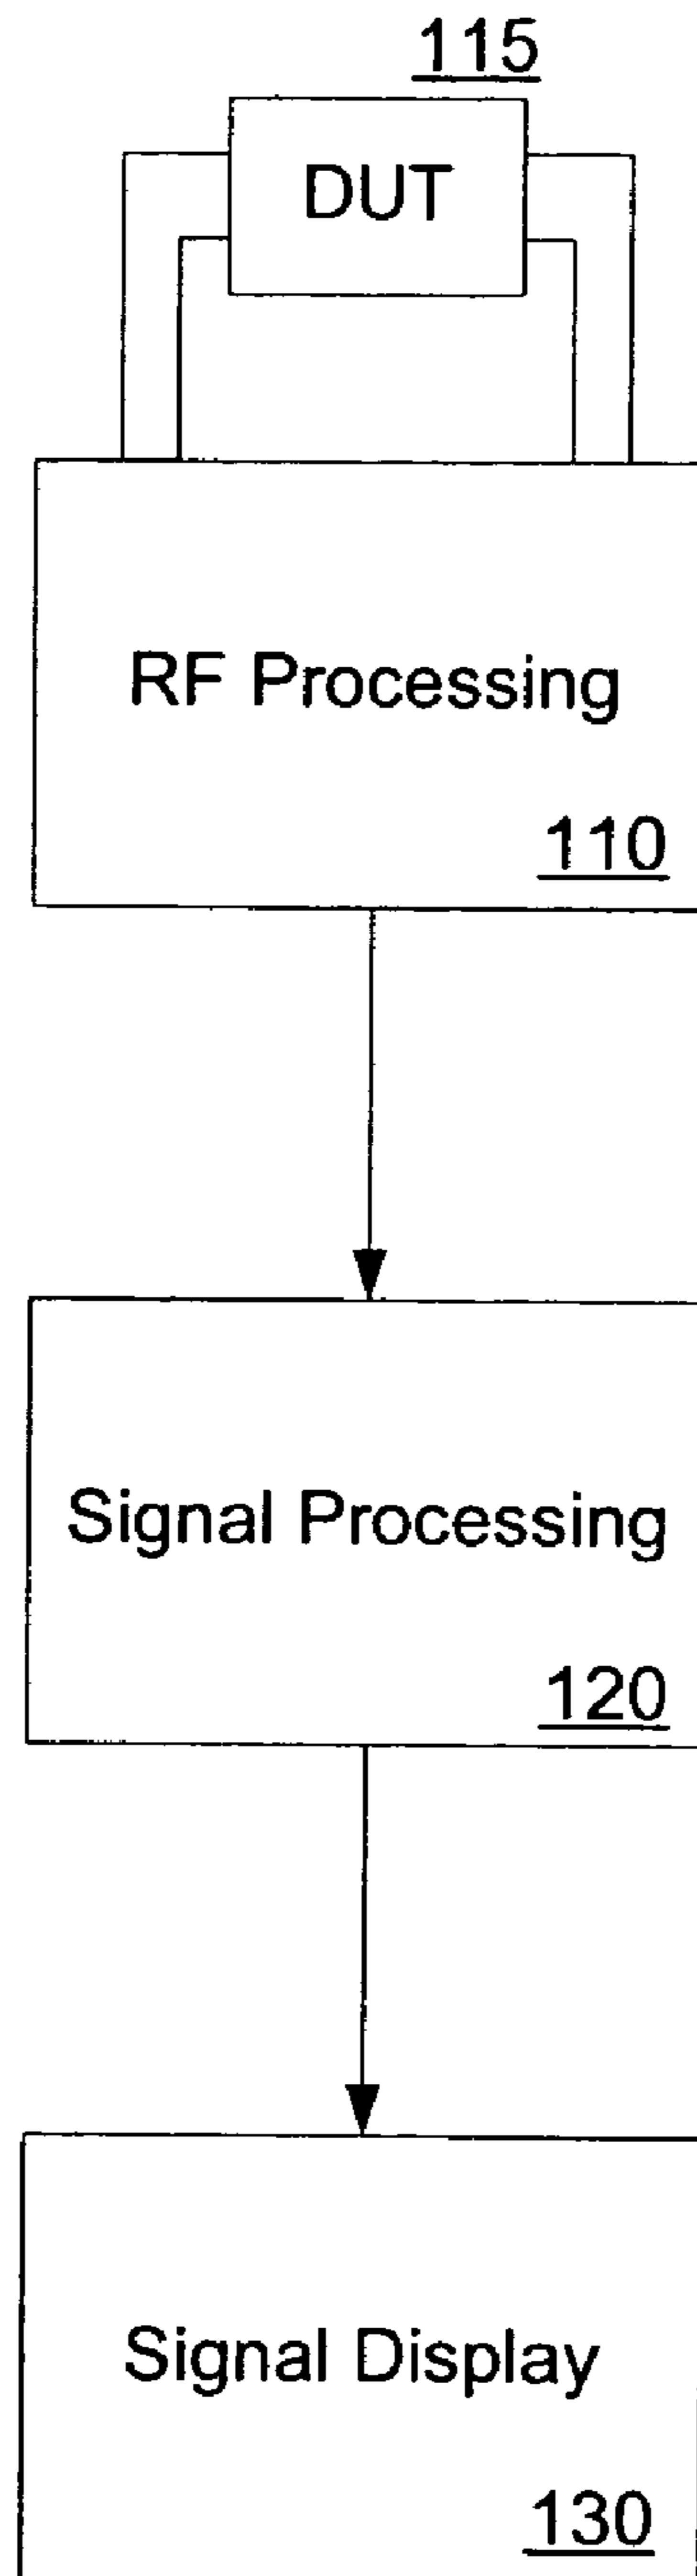 115
DUT
RF Processing
110
Signal Processing
120
Signal Display
130